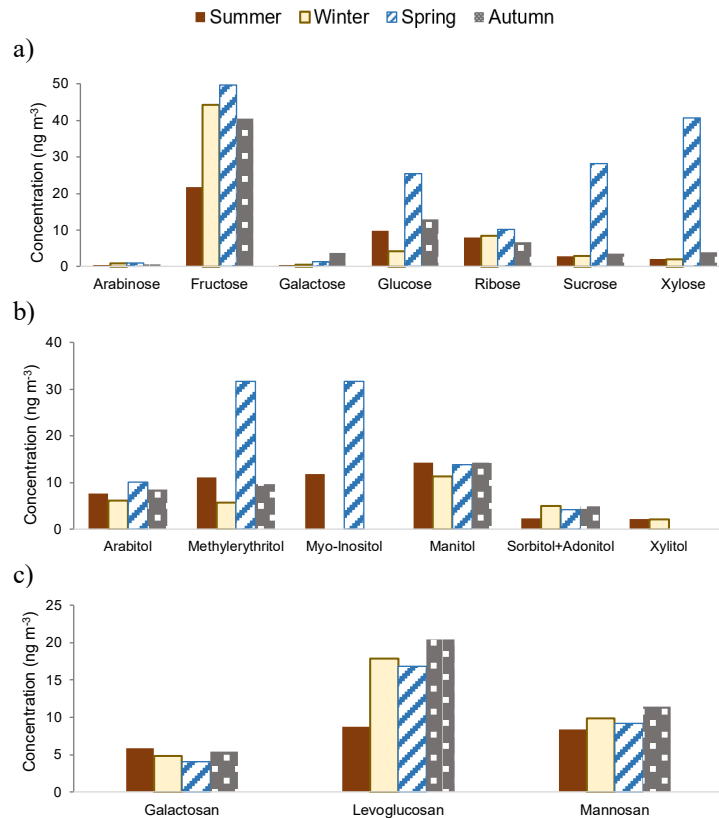 Summer Winter Spring Autumn
a)
50
40
30
20
10
0
Concentration (ng m-3)
Arabinose Fructose Galactose Glucose Ribose Sucrose Xylose
b)
40
30
20
10
0
Concentration (ng m-3)
Arabitol Methylerythritol Myo-Inositol Manitol Sorbitol+Adonitol Xylitol
c)
25
20
15
10
5
0
Concentration (ng m-3)
Galactosan Levoglucosan Mannosan